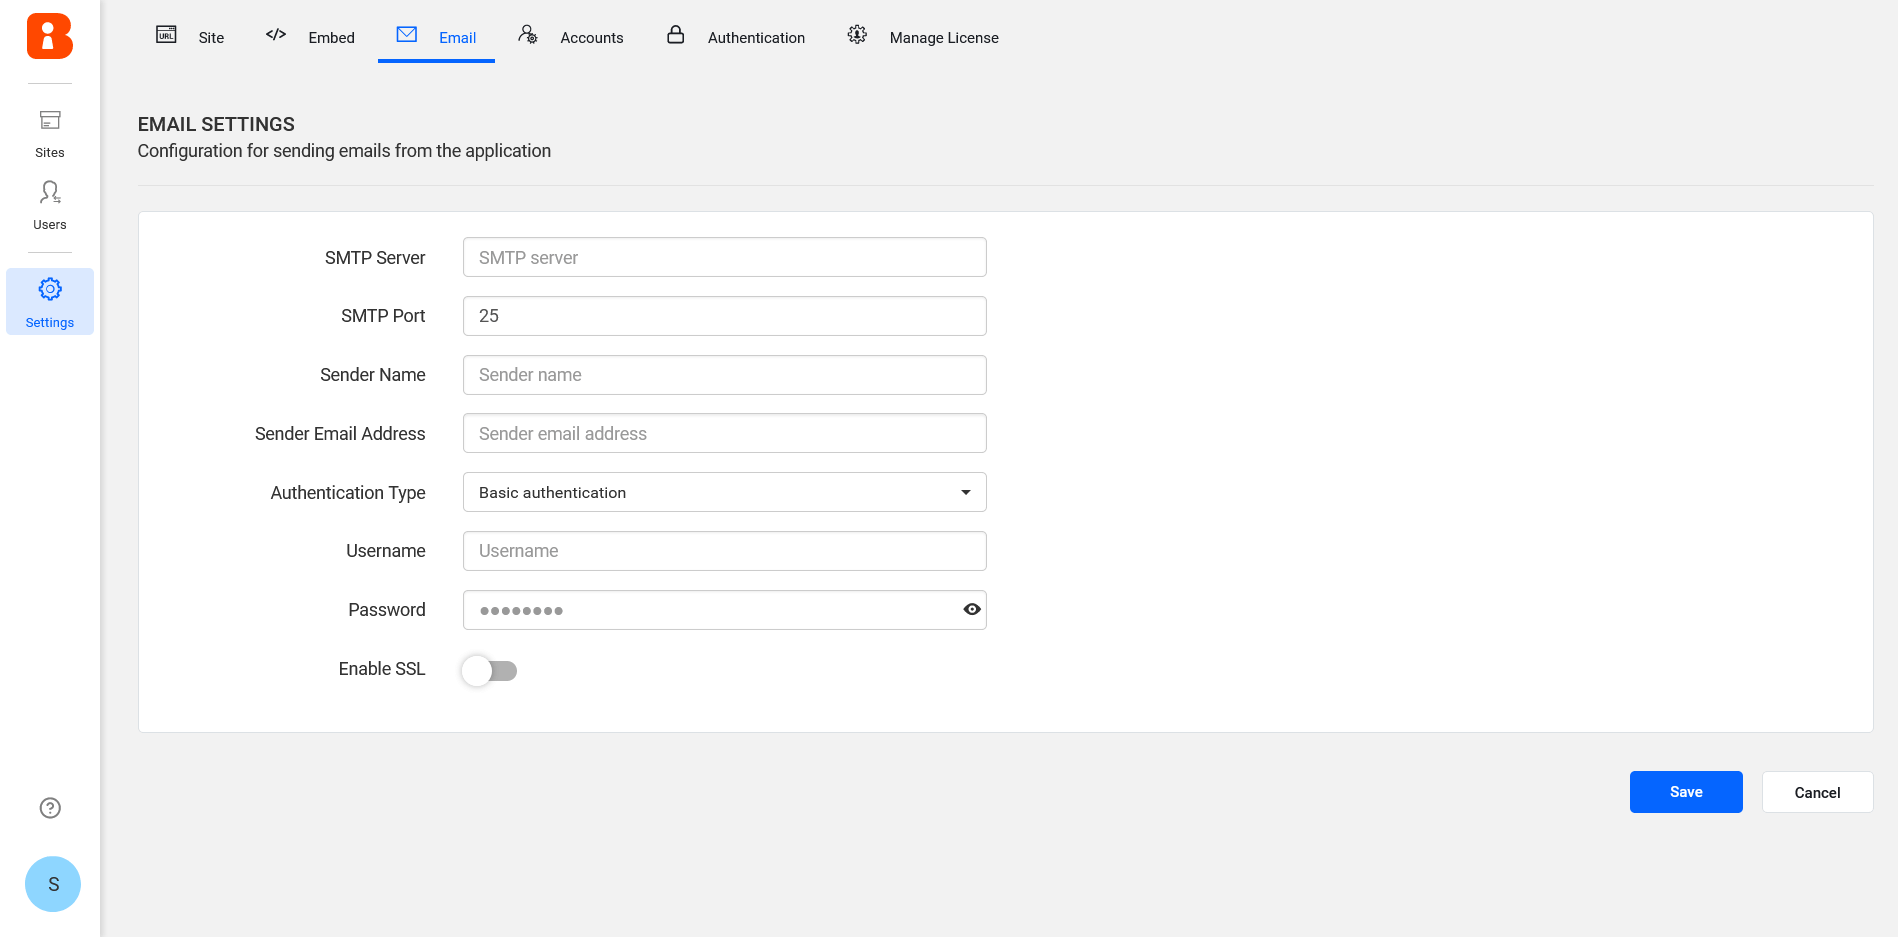 URL Site </> Embed Email Accounts Authentication Manage License
Sites
Users
Settings
EMAIL SETTINGS
Configuration for sending emails from the application
SMTP Server SMTP server
SMTP Port 25
Sender Name Sender name
Sender Email Address Sender email address
Authentication Type Basic authentication
Username Username
Password ••••••••
Enable SSL
Save Cancel
?
S